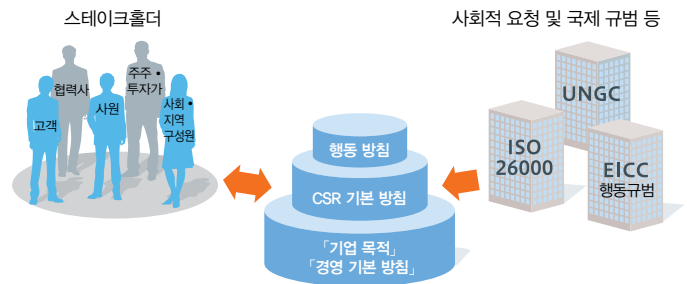 스테이크홀더
사회적 요청 및 국제 규범 등
협력사
주주 •
투자가
고객
사원
사회 •
지역
구성원
행동 방침
CSR 기본 방침
「기업 목적」
「경영 기본 방침」
UNGC
ISO
26000
EICC
행동규범